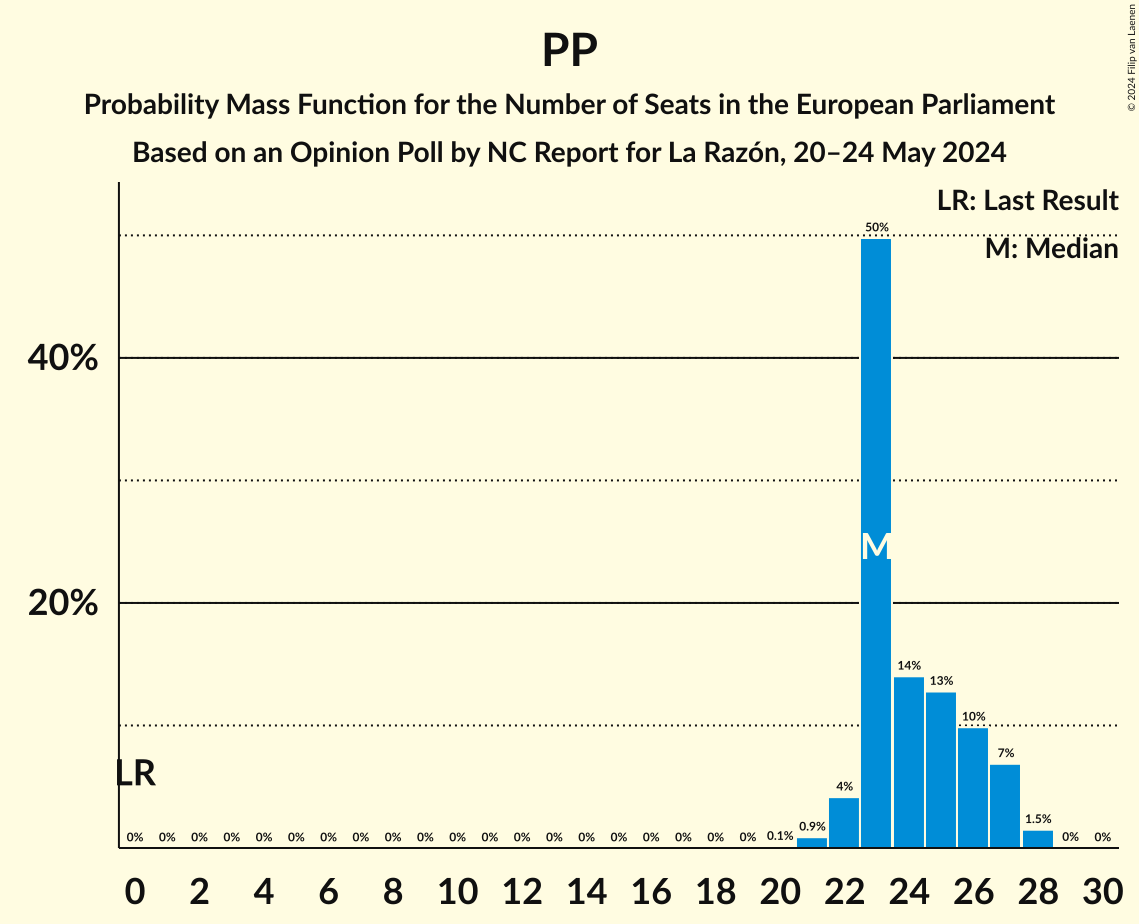 PP
Probability Mass Function for the Number of Seats in the European Parliament
Based on an Opinion Poll by NC Report for La Razón, 20–24 May 2024
© 2024 Filip van Laenen
LR: Last Result
M: Median
40%
20%
LR
M
0% 0% 0% 0% 0% 0% 0% 0% 0% 0% 0% 0% 0% 0% 0% 0% 0% 0% 0% 0% 0.1% 0.9% 4% 50% 14% 13% 10% 7% 1.5% 0% 0%
0 2 4 6 8 10 12 14 16 18 20 22 24 26 28 30